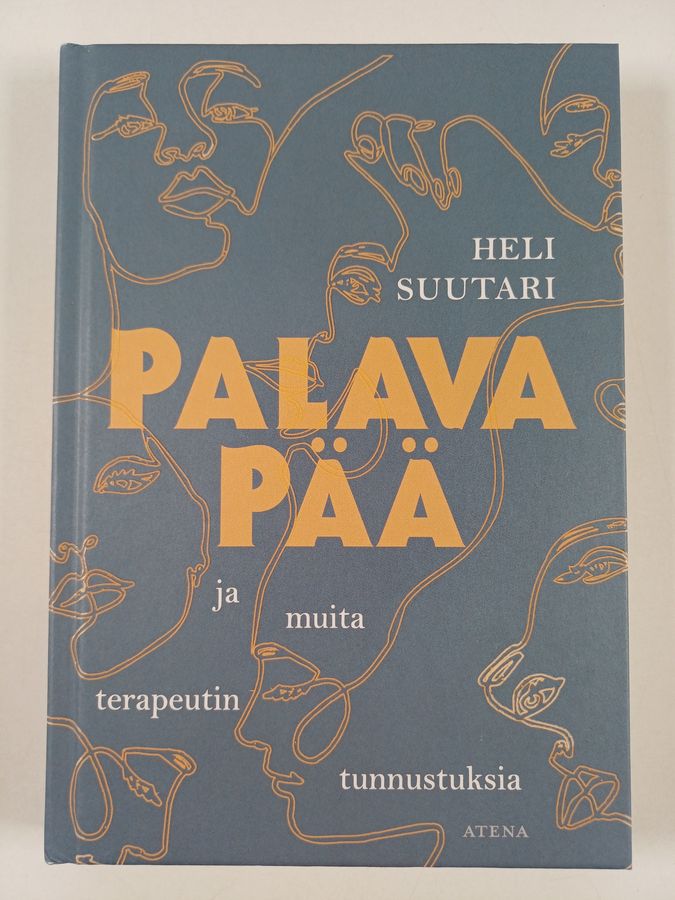 HELI
SUUTARI
PALAVA
PÄÄ
ja
muita
terapeutin
tunnustuksia
ATENA